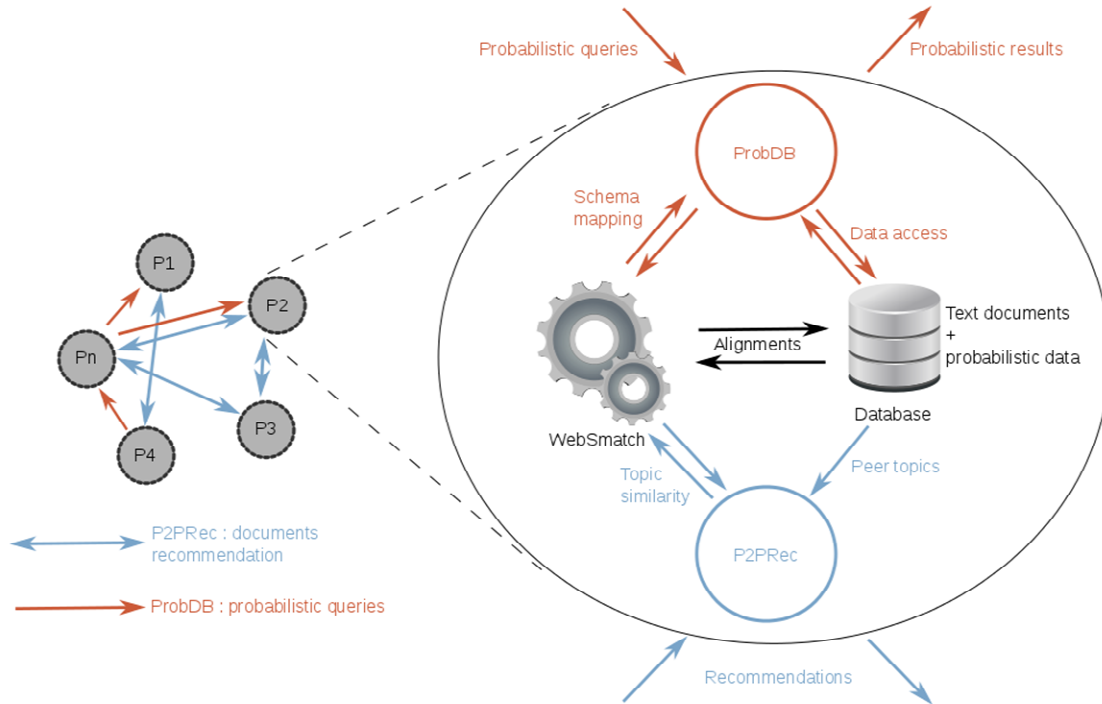 Probabilistic queries
Probabilistic results
ProbDB
Schema
mapping
Data access
P1
P2
Pn
P3
P4
Text documents
+
probabilistic data
Alignments
Database
WebSmatch
Topic
similarity
Peer topics
P2PRec : documents
recommendation
P2PRec
ProbDB : probabilistic queries
Recommendations